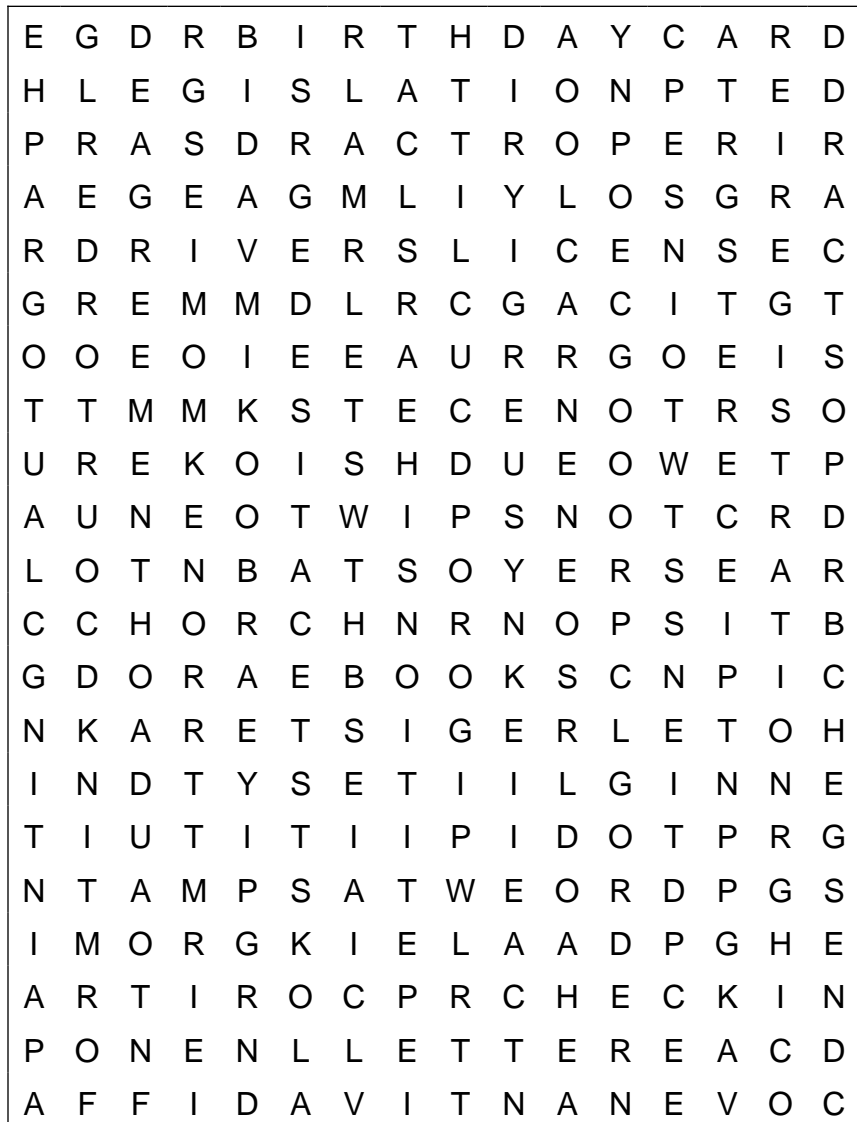 E G D R B I R T H D A Y C A R D
H L E G I S L A T I O N P T E D
P R A S D R A C T R O P E R I R
A E G E A G M L I Y L O S G R A
R D R I V E R S L I C E N S E C
G R E M M D L R C G A C I T G T
O O E O I E E A U R R G O E I S
T T M M K S T E C E N O T R S O
U R E K O I S H D U E O W E T P
A U N E O T W I P S N O T C R D
L O T N B A T S O Y E R S E A R
C C H O R C H N R N O P S I T B
G D O R A E B O O K S C N P I C
N K A R E T S I G E R L E T O H
I N D T Y S E T I I L G I N N E
T I U T I T I I P I D O T P R G
N T A M P S A T W E O R D P G S
I M O R G K I E L A A D P G H E
A R T I R O C P R C H E C K I N
P O N E N L L E T T E R E A C D
A F F I D A V I T N A N E V O C